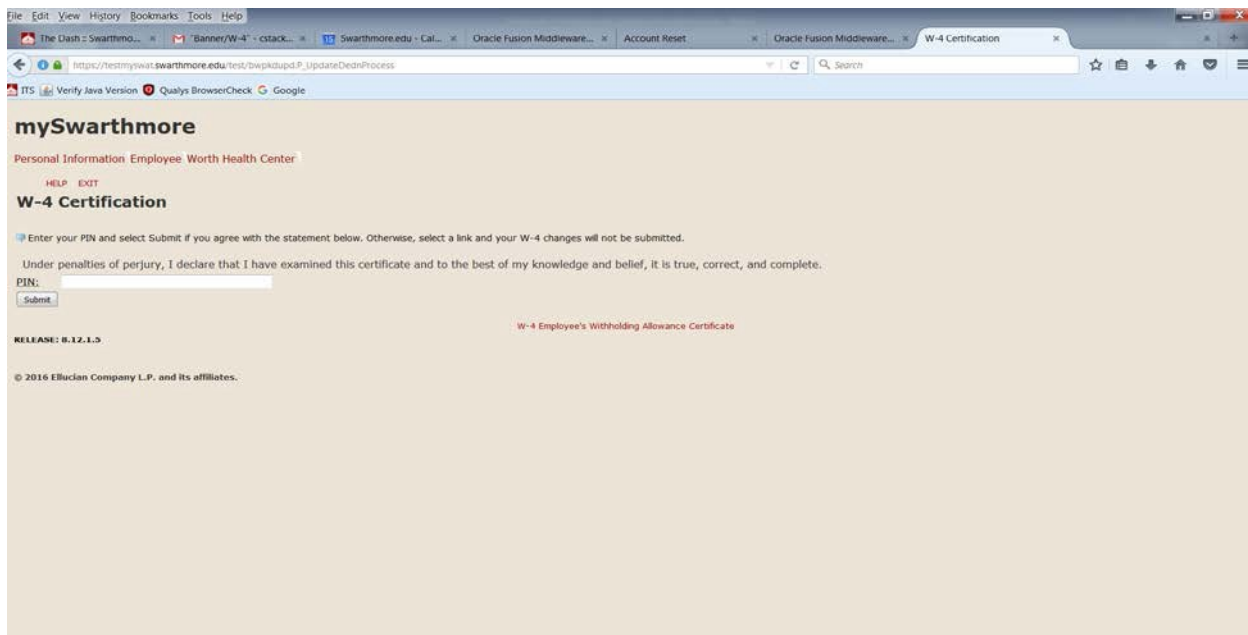 File Edit View History Bookmarks Tools Help
The Dash :: Swarthmo... "Banner/W-4" - cstack... Swarthmore.edu - Cal... Oracle Fusion Middleware... Account Reset Oracle Fusion Middleware... W-4 Certification
https://testmyswat.swarthmore.edu/test/bwpkdupd.P_UpdateDednProcess Search
ITS Verify Java Version Qualys BrowserCheck Google
mySwarthmore
Personal Information Employee Worth Health Center
HELP EXIT
W-4 Certification
Enter your PIN and select Submit if you agree with the statement below. Otherwise, select a link and your W-4 changes will not be submitted.
Under penalties of perjury, I declare that I have examined this certificate and to the best of my knowledge and belief, it is true, correct, and complete.
PIN:
Submit
W-4 Employee's Withholding Allowance Certificate
RELEASE: 8.12.1.5
© 2016 Ellucian Company L.P. and its affiliates.